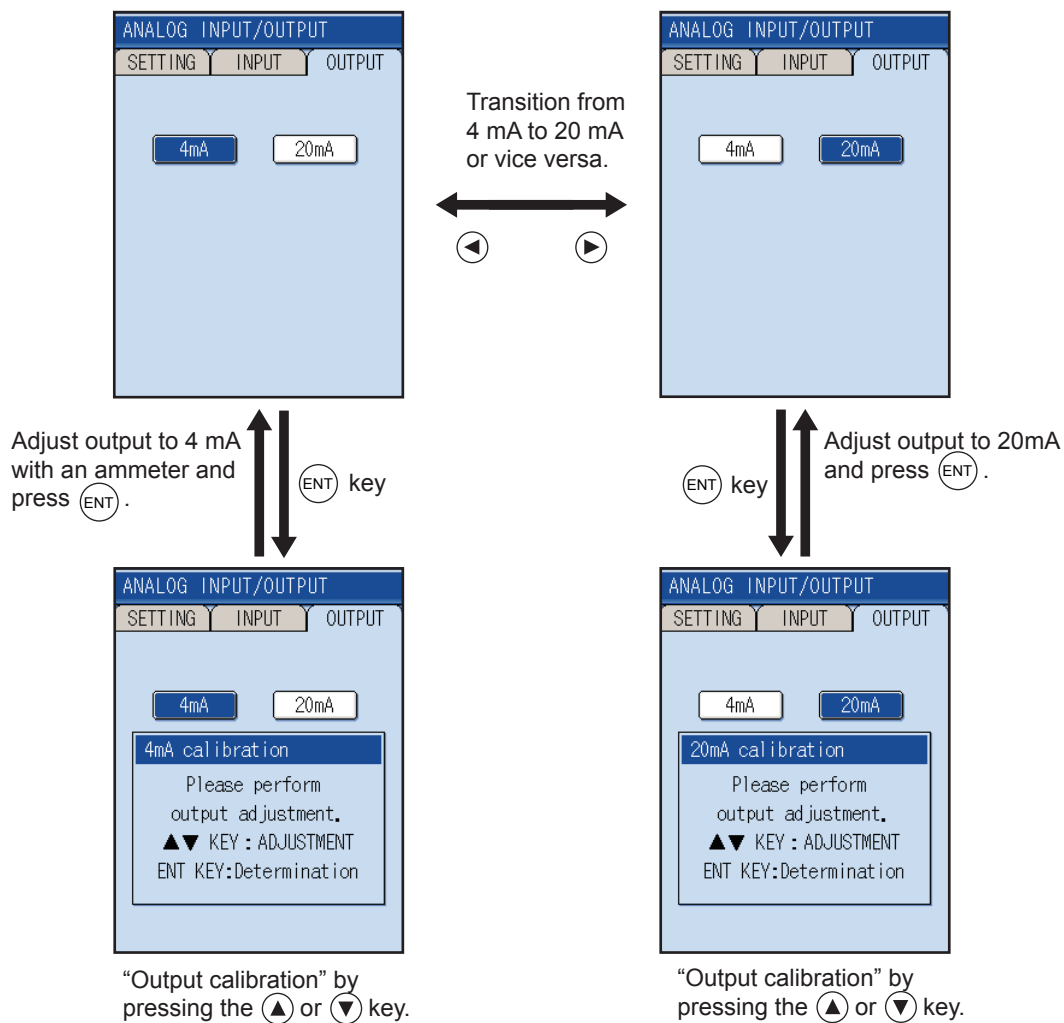 ANALOG INPUT/OUTPUT
SETTING INPUT OUTPUT
4mA 20mA
Transition from
4 mA to 20 mA
or vice versa.
◀ ▶
ANALOG INPUT/OUTPUT
SETTING INPUT OUTPUT
4mA 20mA
Adjust output to 4 mA
with an ammeter and
press ENT .
ENT key
ENT key
Adjust output to 20mA
and press ENT .
ANALOG INPUT/OUTPUT
SETTING INPUT OUTPUT
4mA 20mA
4mA calibration
Please perform
output adjustment.
▲▼ KEY : ADJUSTMENT
ENT KEY:Determination
“Output calibration” by
pressing the ▲ or ▼ key.
ANALOG INPUT/OUTPUT
SETTING INPUT OUTPUT
4mA 20mA
20mA calibration
Please perform
output adjustment.
▲▼ KEY : ADJUSTMENT
ENT KEY:Determination
“Output calibration” by
pressing the ▲ or ▼ key.